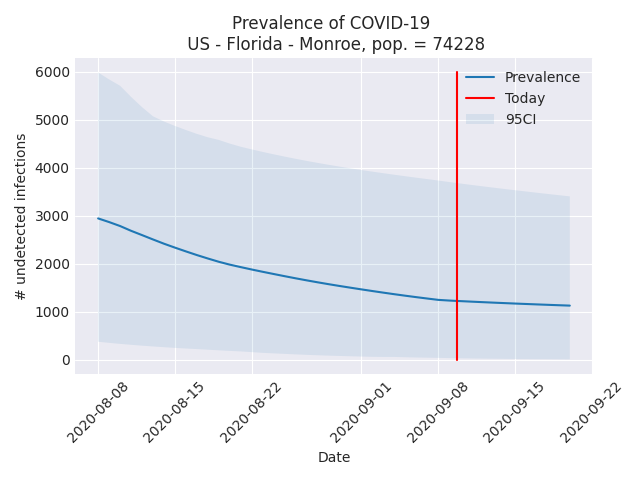 Prevalence of COVID-19
US - Florida - Monroe, pop. = 74228
6000
5000
4000
3000
2000
1000
0
# undetected infections
Prevalence
Today
95CI
2020-08-08
2020-08-15
2020-08-22
2020-09-01
2020-09-08
2020-09-15
2020-09-22
Date